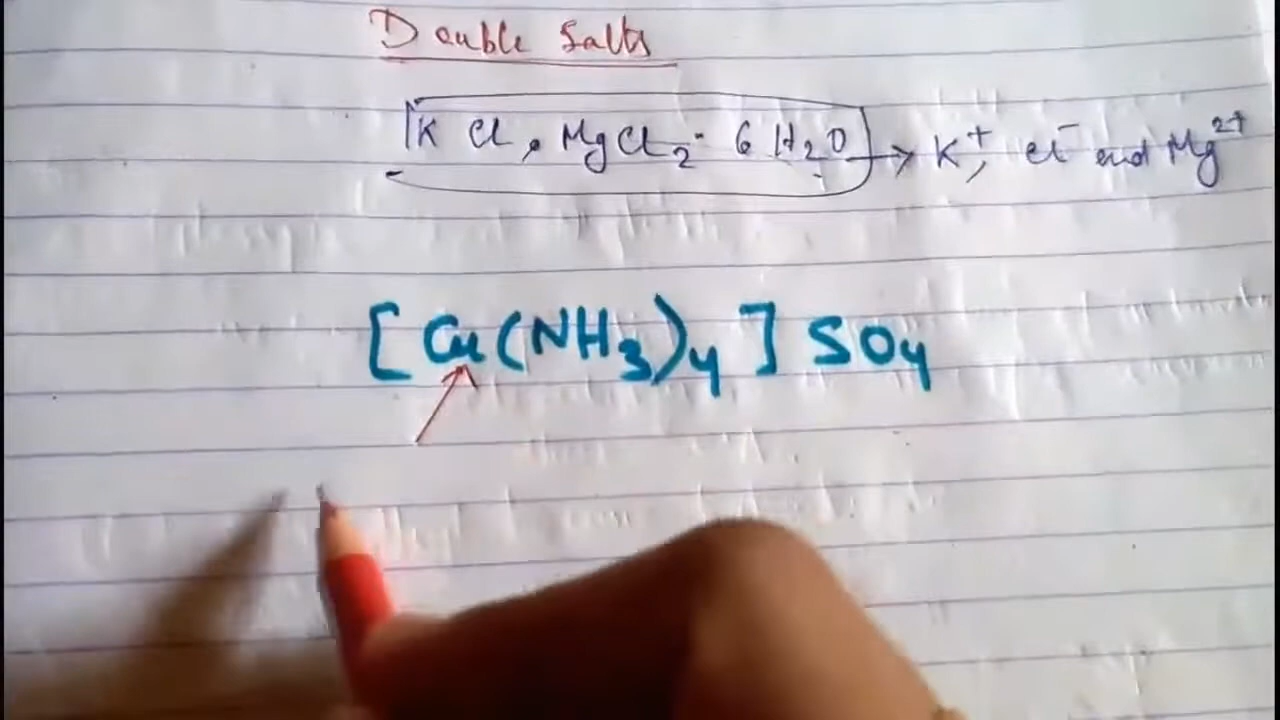 Double Salts
KCl, MgCl₂· 6H₂O → K⁺, Cl⁻ and Mg²⁺
[Cu(NH₃)₄]SO₄